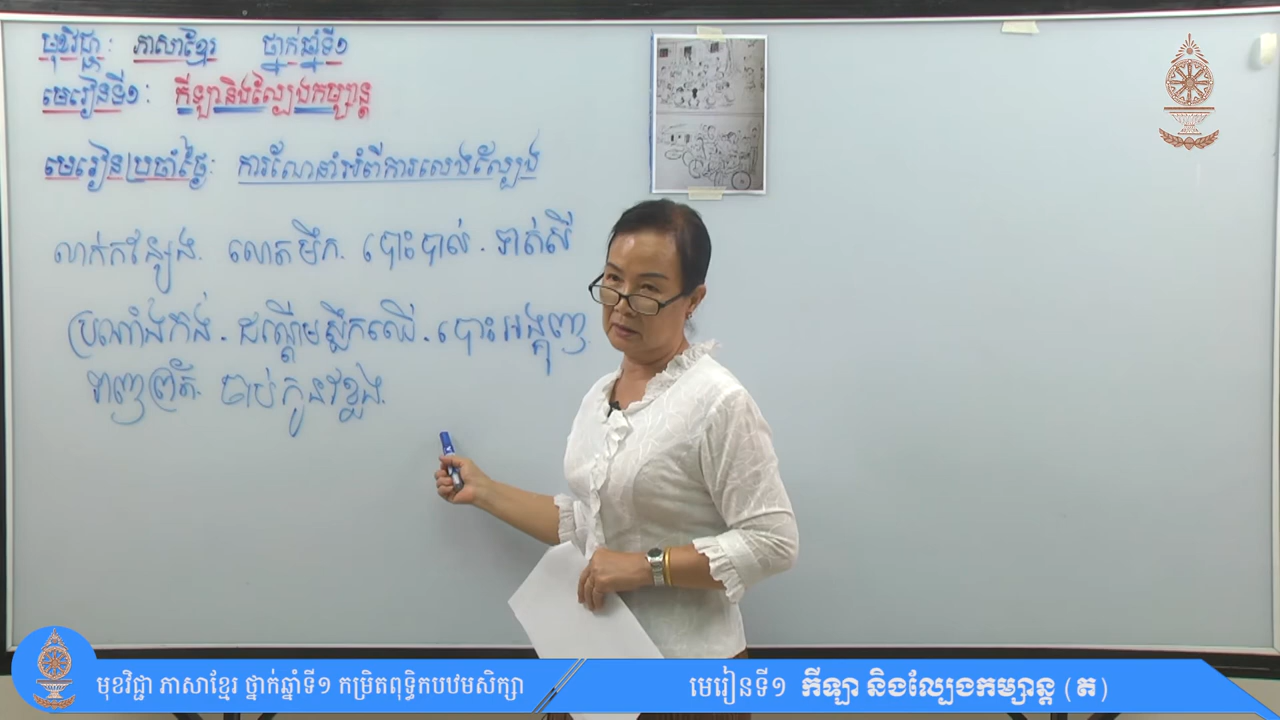 មុខវិជ្ជា: ភាសាខ្មែរ ថ្នាក់ឆ្នាំទី១
មេរៀនទី១: កីឡានិងល្បែងកម្សាន្ត
មេរៀនប្រចាំថ្ងៃ: ការណែនាំអំពីការលេងល្បែង
លាក់កន្សែង. លោតមឹក. បោះបាល់. ទាត់សី
ប្រណាំងកង់. ដណ្ដើមស្លឹកឈើ. បោះអង្គុញ.
ទាញព្រ័ត. ចាប់កូនខ្លែង.
មុខវិជ្ជា ភាសាខ្មែរ ថ្នាក់ឆ្នាំទី១ កម្រិតពុទ្ធិកបឋមសិក្សា
មេរៀនទី១ កីឡា និងល្បែងកម្សាន្ត (ត)